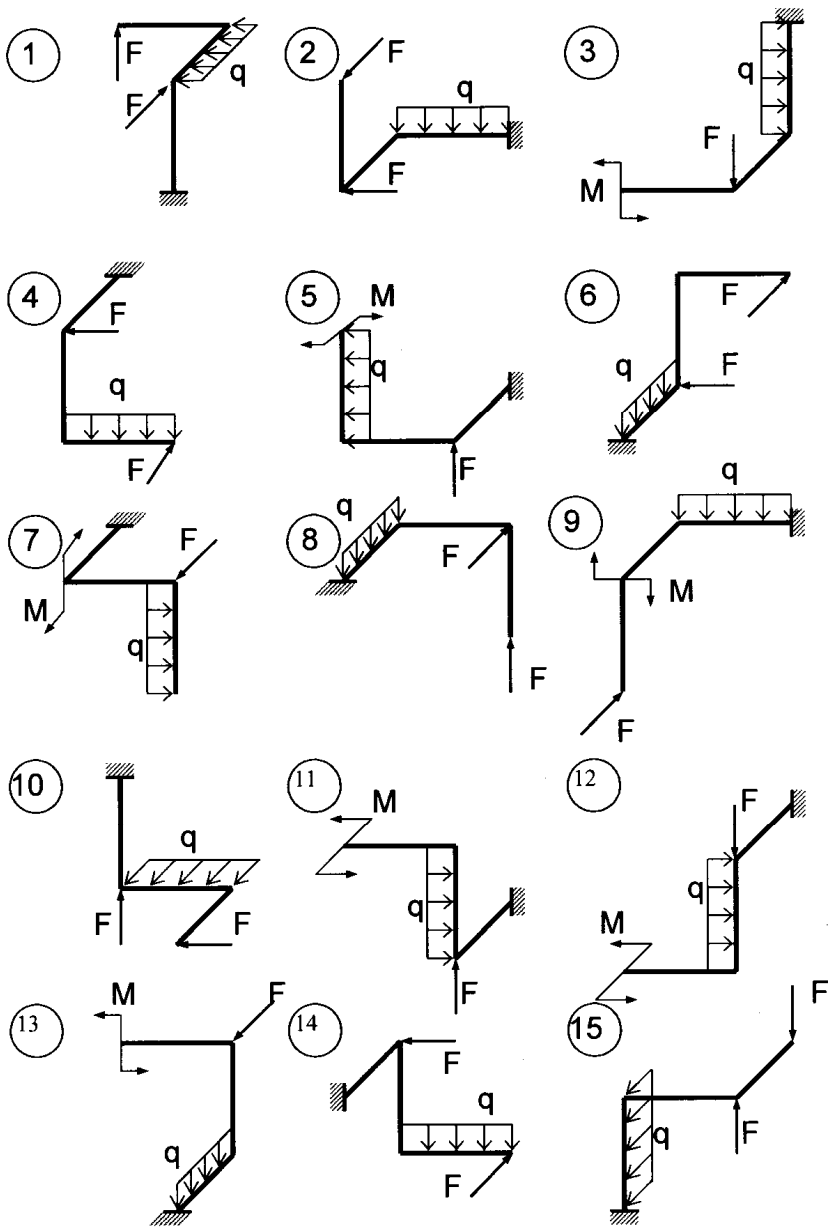 1 F F q
2 F F q
3 M F q
4 F q F
5 M q F
6 F F q
7 M F q
8 q F F
9 q M F
10 q F F
11 M q F
12 F q M
13 M F q
14 F q F
15 F F q